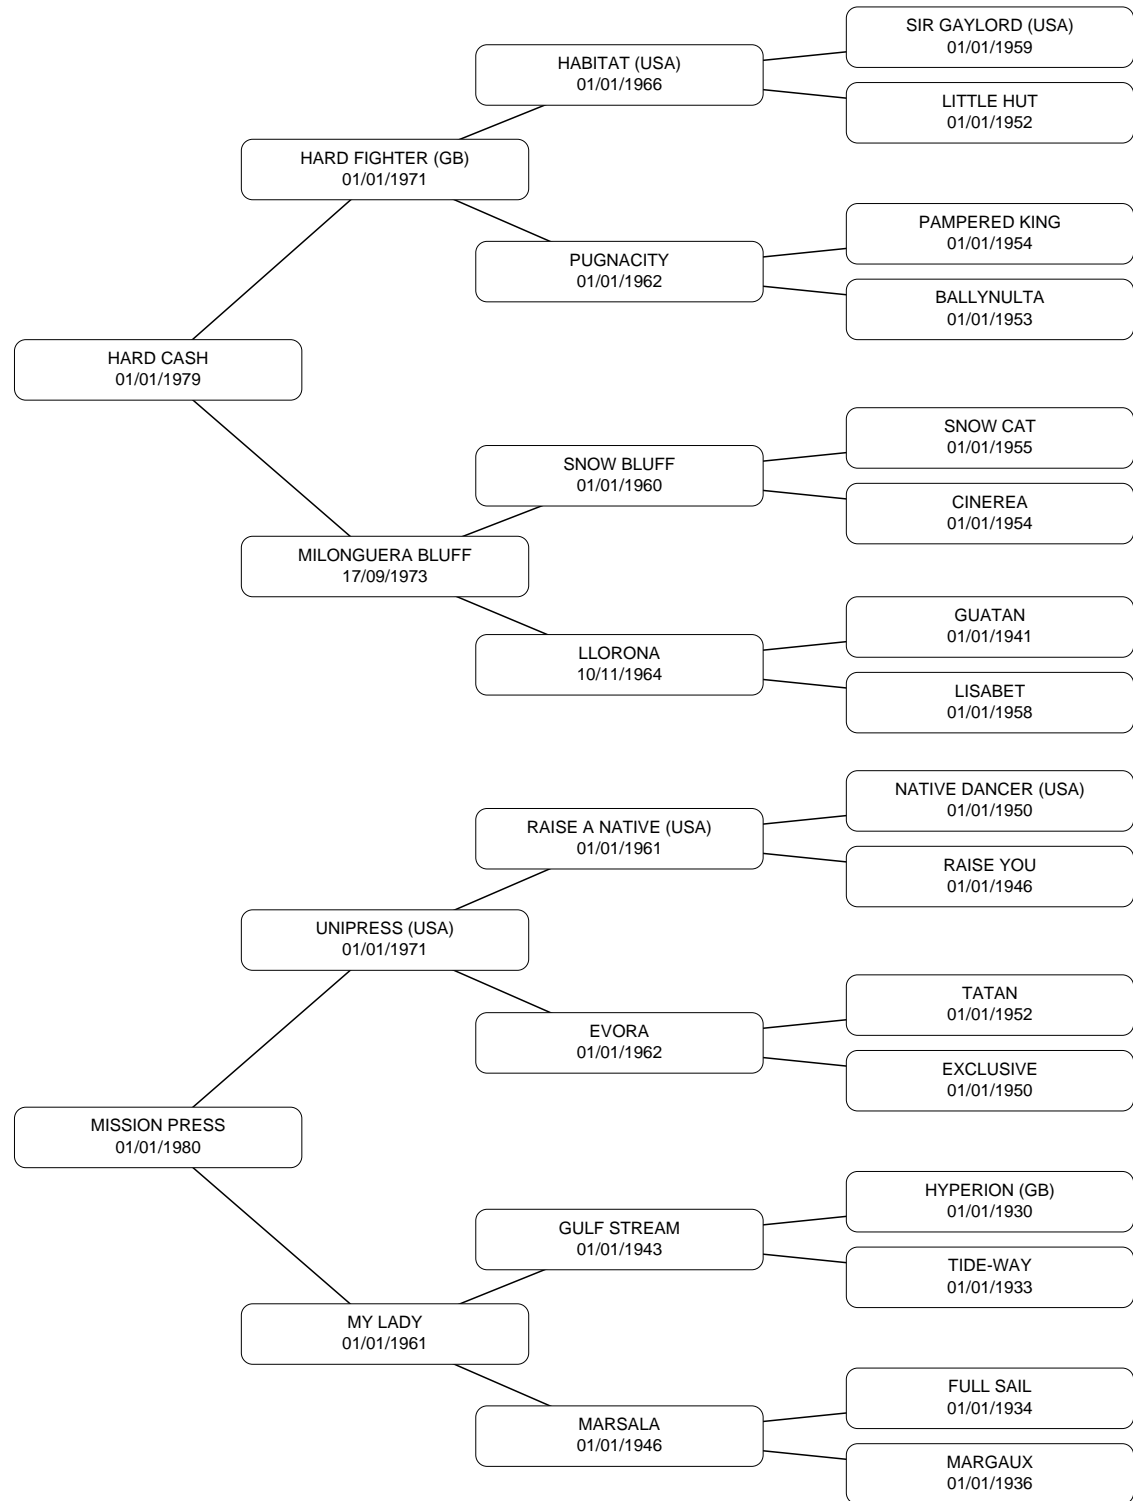 SIR GAYLORD (USA)
01/01/1959
HABITAT (USA)
01/01/1966
LITTLE HUT
01/01/1952
HARD FIGHTER (GB)
01/01/1971
PAMPERED KING
01/01/1954
PUGNACITY
01/01/1962
BALLYNULTA
01/01/1953
HARD CASH
01/01/1979
SNOW CAT
01/01/1955
SNOW BLUFF
01/01/1960
CINEREA
01/01/1954
MILONGUERA BLUFF
17/09/1973
GUATAN
01/01/1941
LLORONA
10/11/1964
LISABET
01/01/1958
NATIVE DANCER (USA)
01/01/1950
RAISE A NATIVE (USA)
01/01/1961
RAISE YOU
01/01/1946
UNIPRESS (USA)
01/01/1971
TATAN
01/01/1952
EVORA
01/01/1962
EXCLUSIVE
01/01/1950
MISSION PRESS
01/01/1980
HYPERION (GB)
01/01/1930
GULF STREAM
01/01/1943
TIDE-WAY
01/01/1933
MY LADY
01/01/1961
FULL SAIL
01/01/1934
MARSALA
01/01/1946
MARGAUX
01/01/1936